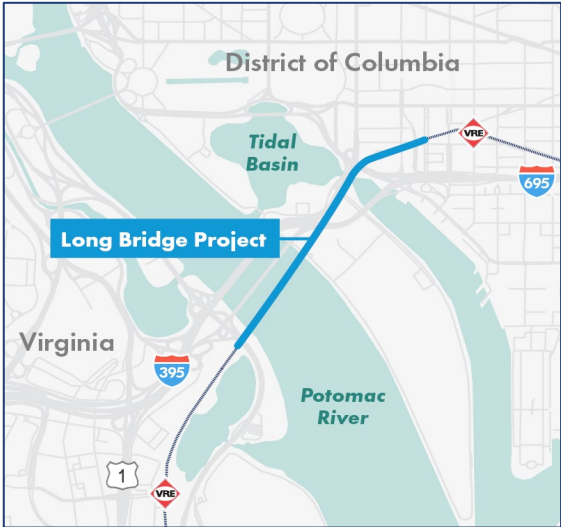 District of Columbia
VRE
Tidal
Basin
695
Long Bridge Project
Virginia
395
Potomac
River
1
VRE